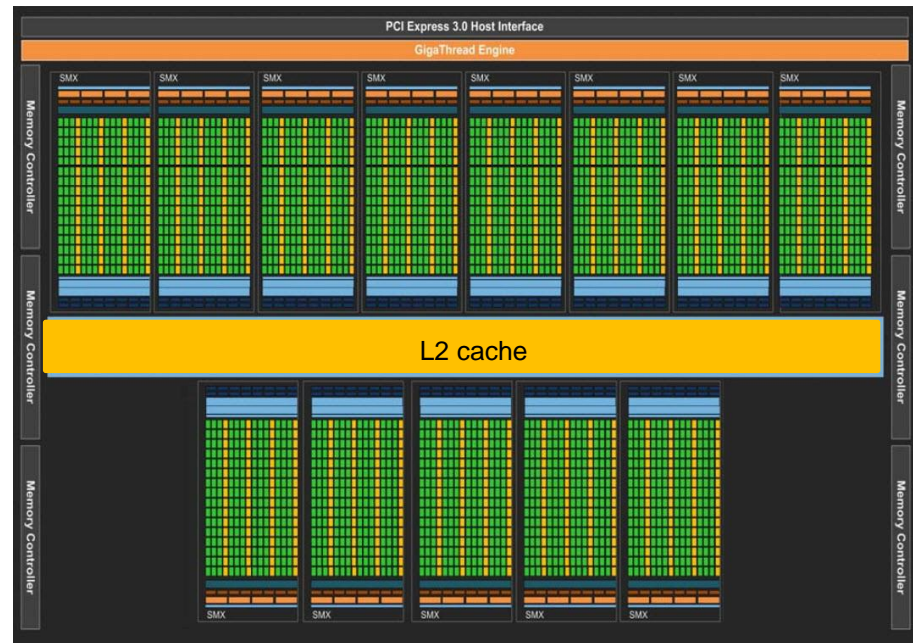 PCI Express 3.0 Host Interface
GigaThread Engine
SMX SMX SMX SMX SMX SMX SMX SMX
Memory Controller
Memory Controller
Memory Controller
L2 cache
Memory Controller
Memory Controller
Memory Controller
SMX SMX SMX SMX SMX